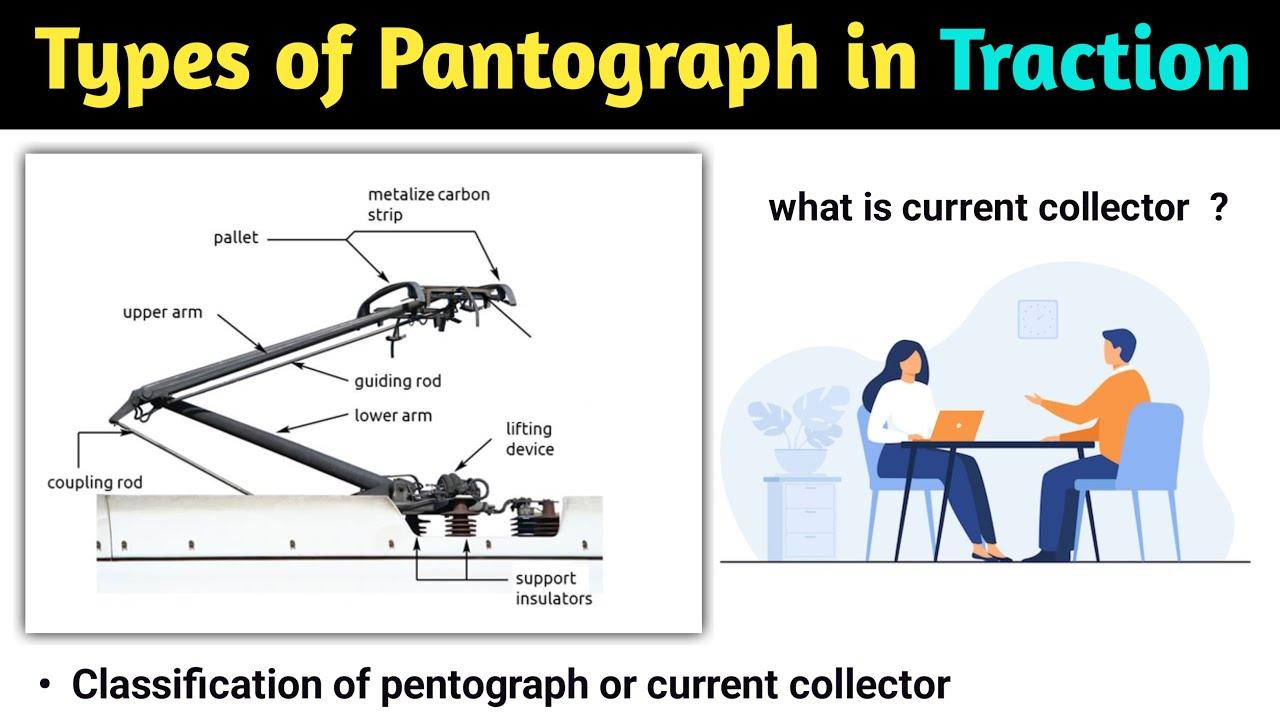 Types of Pantograph in Traction
metalize carbon
strip
pallet
upper arm
guiding rod
lower arm
lifting
device
coupling rod
support
insulators
what is current collector ?
• Classification of pentograph or current collector